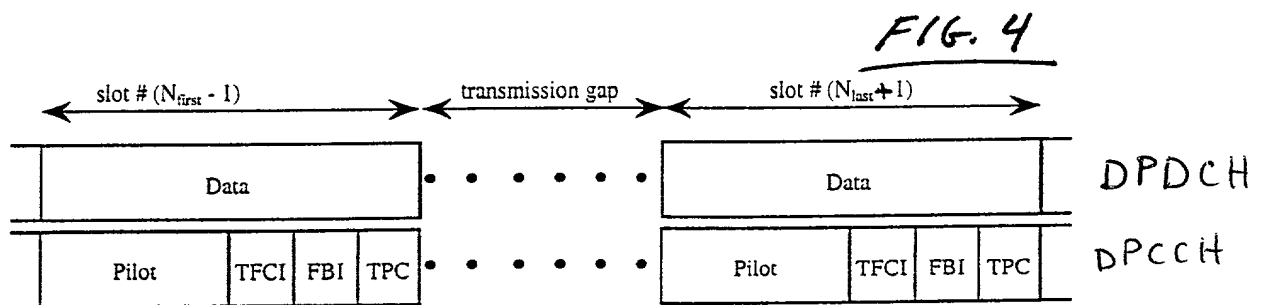 FIG. 4
slot # (N_first - 1) transmission gap slot # (N_last + 1)
Data Data DPDCH
Pilot TFCI FBI TPC Pilot TFCI FBI TPC DPCCH